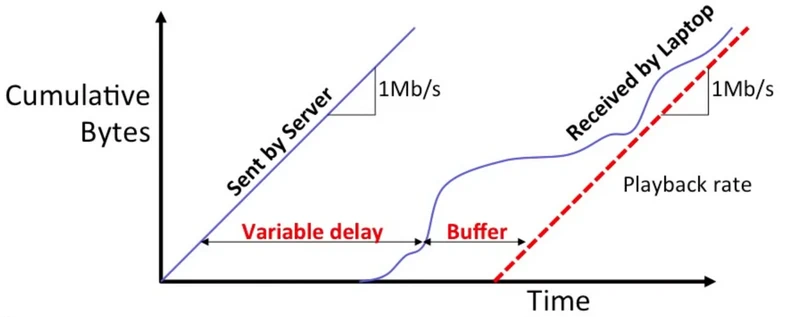 Cumulative
Bytes
Sent by Server
1Mb/s
Received by Laptop
1Mb/s
Playback rate
Variable delay
Buffer
Time